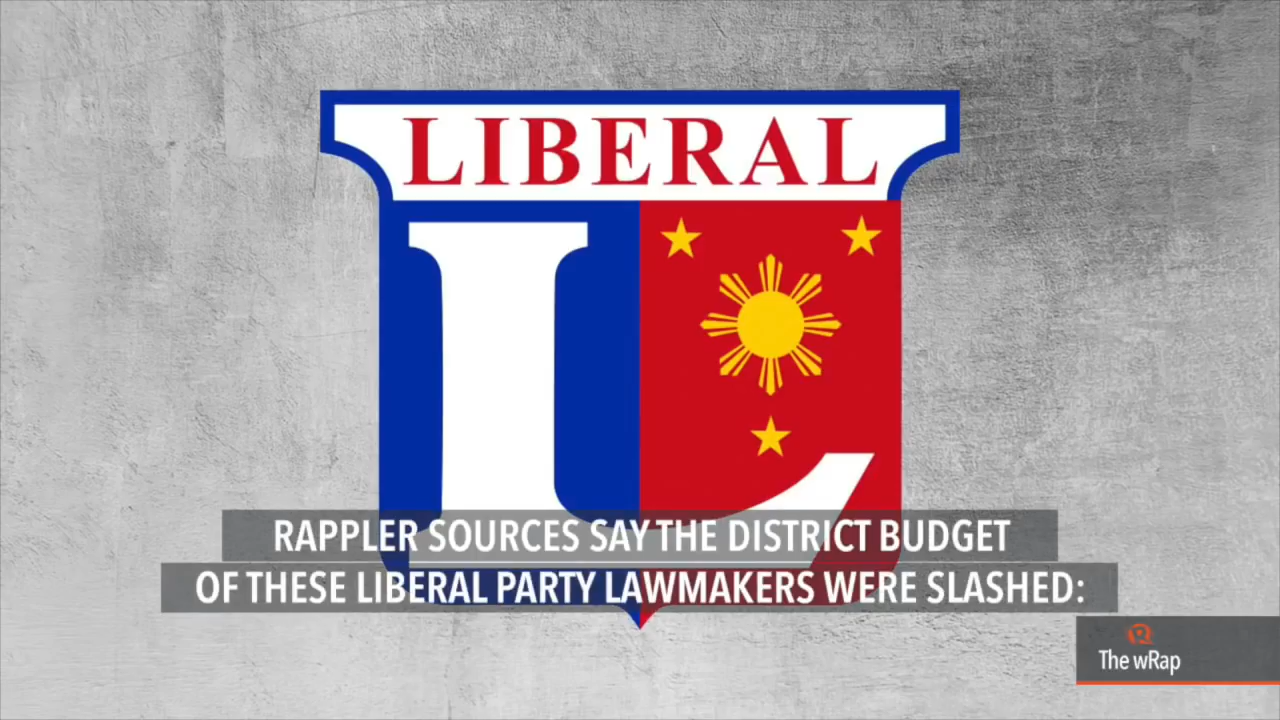 LIBERAL
L
RAPPLER SOURCES SAY THE DISTRICT BUDGET
OF THESE LIBERAL PARTY LAWMAKERS WERE SLASHED:
The wRap